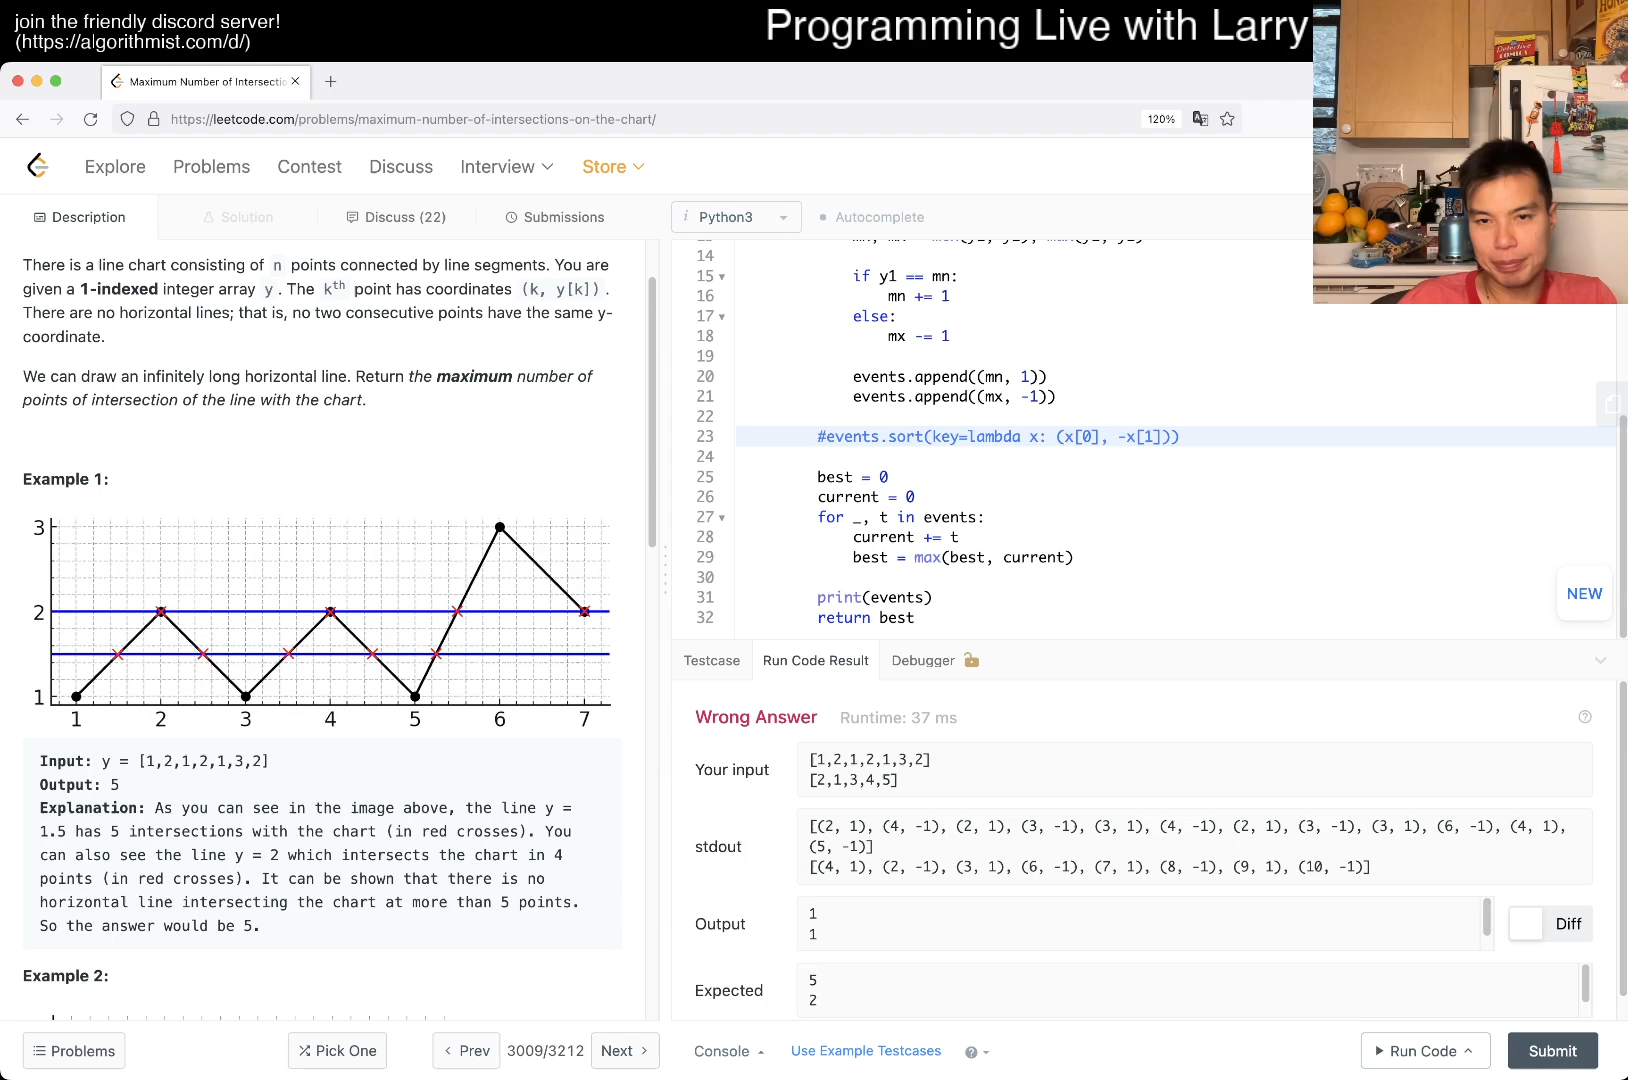 join the friendly discord server!
(https://algorithmist.com/d/)
Programming Live with Larry
Maximum Number of Intersectio
https://leetcode.com/problems/maximum-number-of-intersections-on-the-chart/
120%
Explore Problems Contest Discuss Interview Store
Description Solution Discuss (22) Submissions
i Python3 Autocomplete
There is a line chart consisting of n points connected by line segments. You are
given a 1-indexed integer array y . The kth point has coordinates (k, y[k]) .
There are no horizontal lines; that is, no two consecutive points have the same y-
coordinate.
We can draw an infinitely long horizontal line. Return the maximum number of
points of intersection of the line with the chart.
Example 1:
3
2
1
1 2 3 4 5 6 7
Input: y = [1,2,1,2,1,3,2]
Output: 5
Explanation: As you can see in the image above, the line y =
1.5 has 5 intersections with the chart (in red crosses). You
can also see the line y = 2 which intersects the chart in 4
points (in red crosses). It can be shown that there is no
horizontal line intersecting the chart at more than 5 points.
So the answer would be 5.
Example 2:
14
15 if y1 == mn:
16 mn += 1
17 else:
18 mx -= 1
19
20 events.append((mn, 1))
21 events.append((mx, -1))
22
23 #events.sort(key=lambda x: (x[0], -x[1]))
24
25 best = 0
26 current = 0
27 for _, t in events:
28 current += t
29 best = max(best, current)
30
31 print(events)
32 return best
NEW
Testcase Run Code Result Debugger
Wrong Answer Runtime: 37 ms
Your input
[1,2,1,2,1,3,2]
[2,1,3,4,5]
stdout
[(2, 1), (4, -1), (2, 1), (3, -1), (3, 1), (4, -1), (2, 1), (3, -1), (3, 1), (6, -1), (4, 1),
(5, -1)]
[(4, 1), (2, -1), (3, 1), (6, -1), (7, 1), (8, -1), (9, 1), (10, -1)]
Output
1
1
Diff
Expected
5
2
Problems Pick One Prev 3009/3212 Next
Console Use Example Testcases Run Code Submit